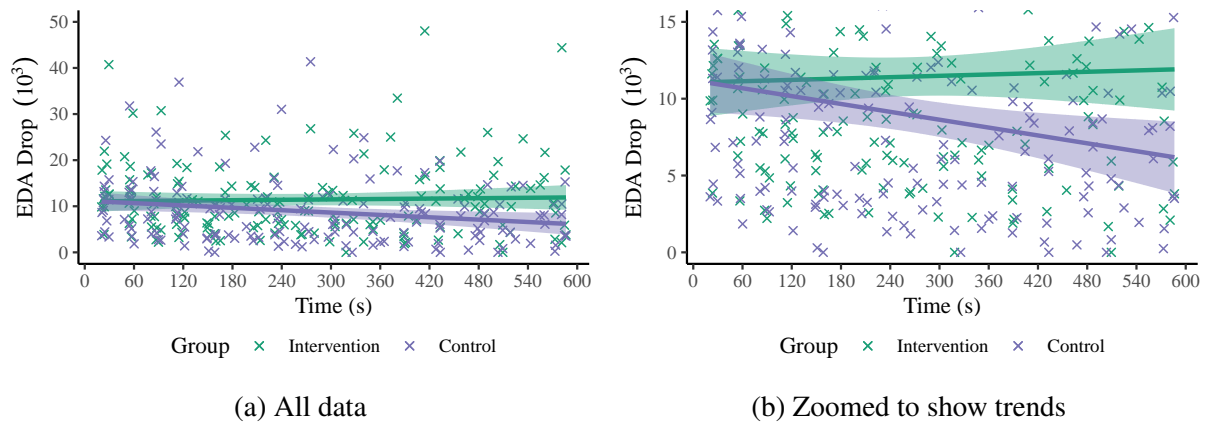 50
40
30
20
10
0
EDA Drop (10³)
0 60 120 180 240 300 360 420 480 540 600
Time (s)
Group × Intervention × Control
(a) All data
15
10
5
0
EDA Drop (10³)
0 60 120 180 240 300 360 420 480 540 600
Time (s)
Group × Intervention × Control
(b) Zoomed to show trends